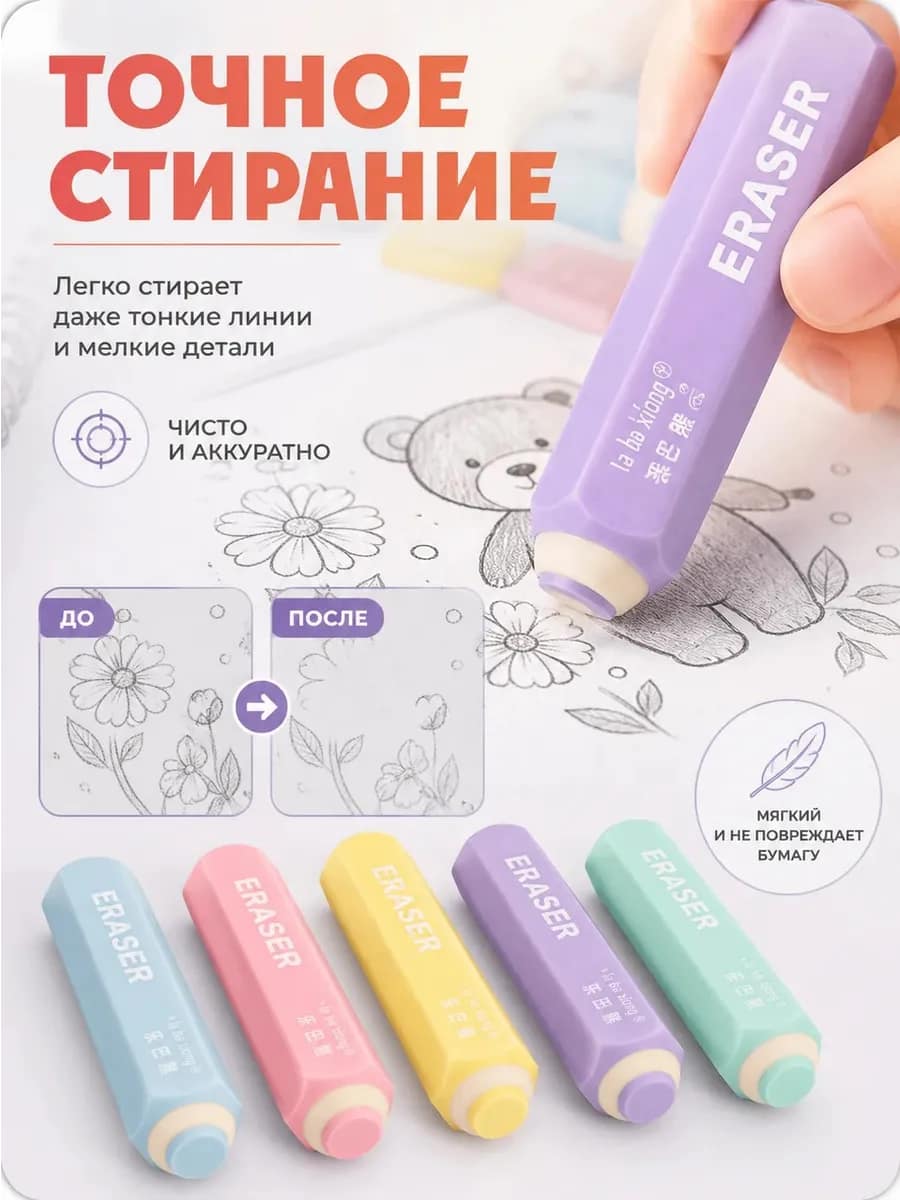 ТОЧНОЕ
СТИРАНИЕ
Легко стирает
даже тонкие линии
и мелкие детали
ЧИСТО
И АККУРАТНО
ERASER
la ba xiong
ДО
ПОСЛЕ
МЯГКИЙ
И НЕ ПОВРЕЖДАЕТ
БУМАГУ
ERASER
ERASER
ERASER
ERASER
ERASER